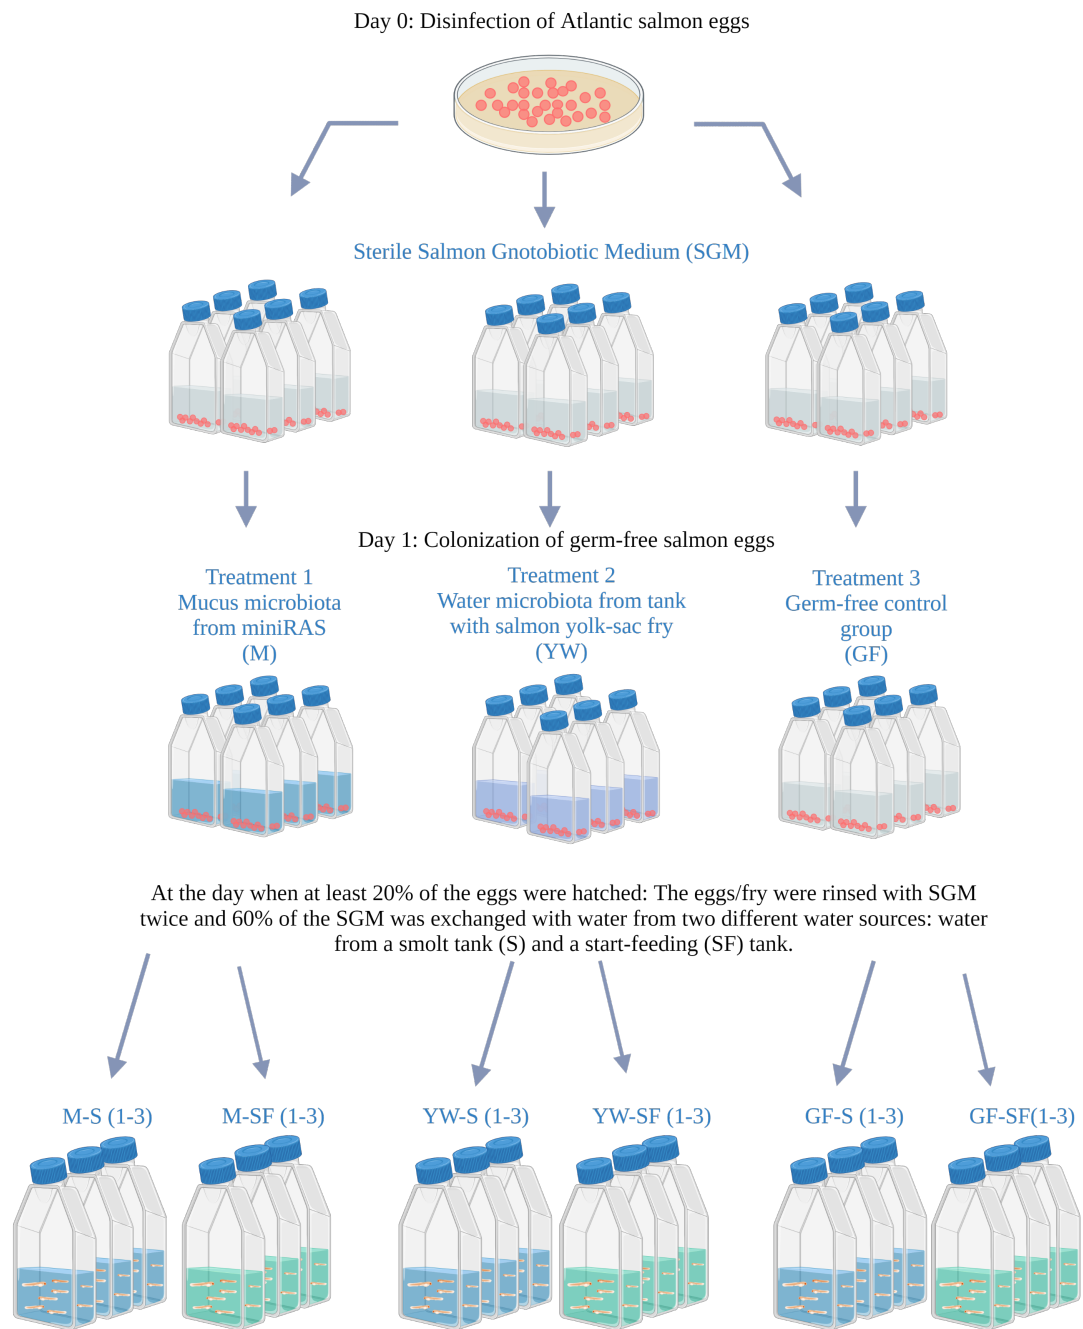 Day 0: Disinfection of Atlantic salmon eggs
Sterile Salmon Gnotobiotic Medium (SGM)
Day 1: Colonization of germ-free salmon eggs
Treatment 1
Mucus microbiota
from miniRAS
(M)
Treatment 2
Water microbiota from tank
with salmon yolk-sac fry
(YW)
Treatment 3
Germ-free control
group
(GF)
At the day when at least 20% of the eggs were hatched: The eggs/fry were rinsed with SGM
twice and 60% of the SGM was exchanged with water from two different water sources: water
from a smolt tank (S) and a start-feeding (SF) tank.
M-S (1-3)
M-SF (1-3)
YW-S (1-3)
YW-SF (1-3)
GF-S (1-3)
GF-SF(1-3)